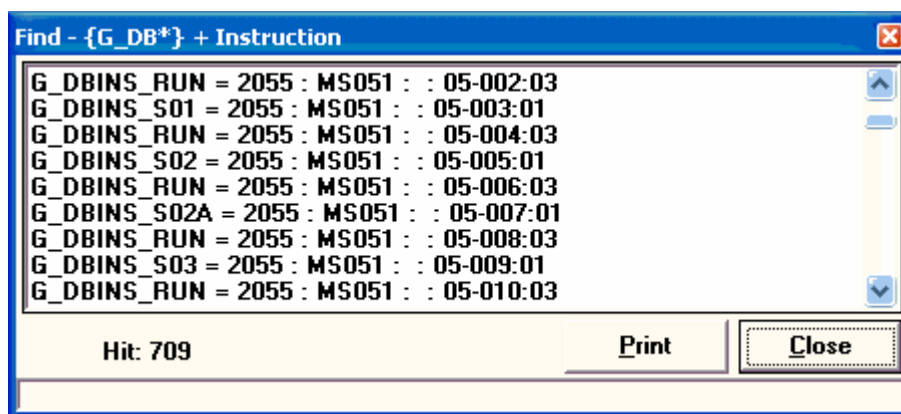 Find - {G_DB*} + Instruction
G_DBINS_RUN = 2055 : MS051 : : 05-002:03
G_DBINS_S01 = 2055 : MS051 : : 05-003:01
G_DBINS_RUN = 2055 : MS051 : : 05-004:03
G_DBINS_S02 = 2055 : MS051 : : 05-005:01
G_DBINS_RUN = 2055 : MS051 : : 05-006:03
G_DBINS_S02A = 2055 : MS051 : : 05-007:01
G_DBINS_RUN = 2055 : MS051 : : 05-008:03
G_DBINS_S03 = 2055 : MS051 : : 05-009:01
G_DBINS_RUN = 2055 : MS051 : : 05-010:03
Hit: 709
Print
Close